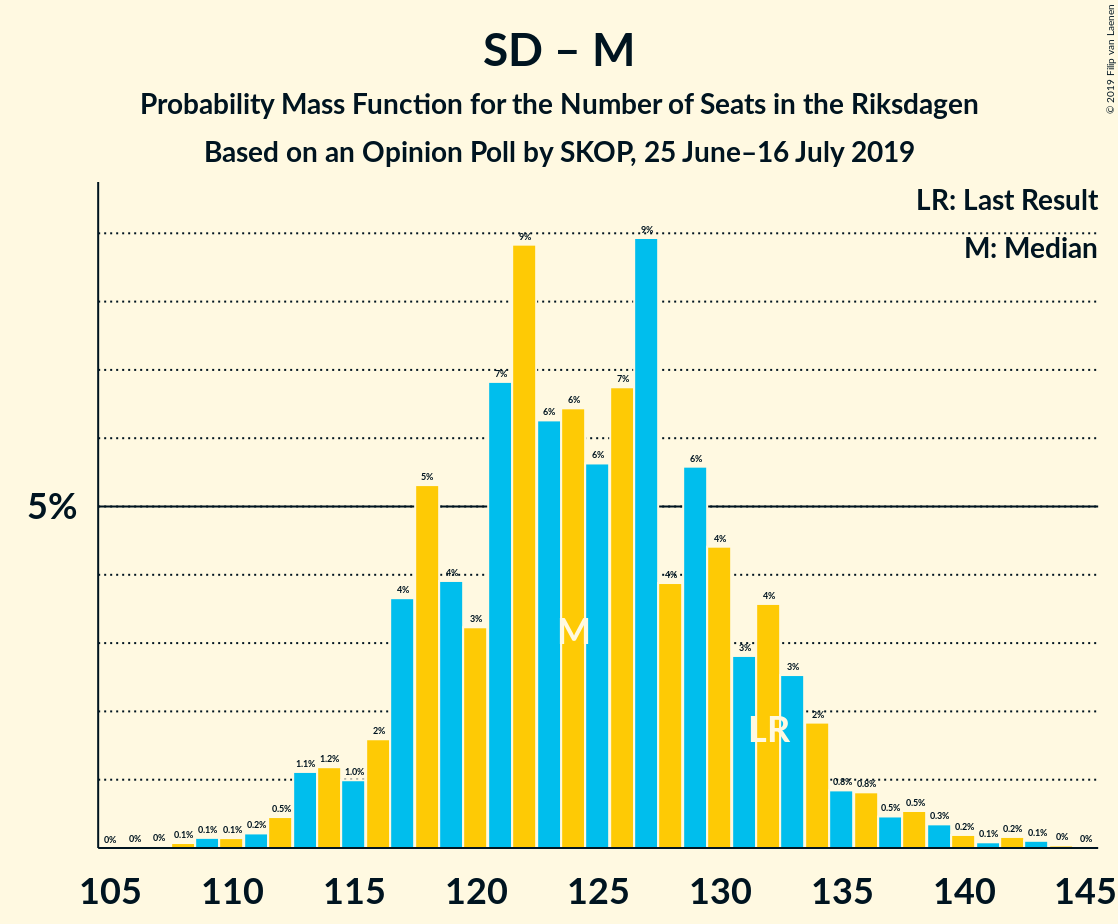 SD – M
Probability Mass Function for the Number of Seats in the Riksdagen
Based on an Opinion Poll by SKOP, 25 June–16 July 2019
© 2019 Filip van Laenen
LR: Last Result
M: Median
5%
0% 0% 0% 0.1% 0.1% 0.1% 0.2% 0.5% 1.1% 1.2% 1.0% 2% 4% 5% 4% 3% 7% 9% 6% 6% 6% 7% 9% 4% 6% 4% 3% 4% 3% 2% 0.8% 0.8% 0.5% 0.5% 0.3% 0.2% 0.1% 0.2% 0.1% 0% 0%
M
LR
105 110 115 120 125 130 135 140 145